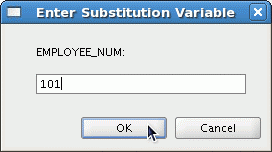 Enter Substitution Variable
EMPLOYEE_NUM:
101
OK
Cancel